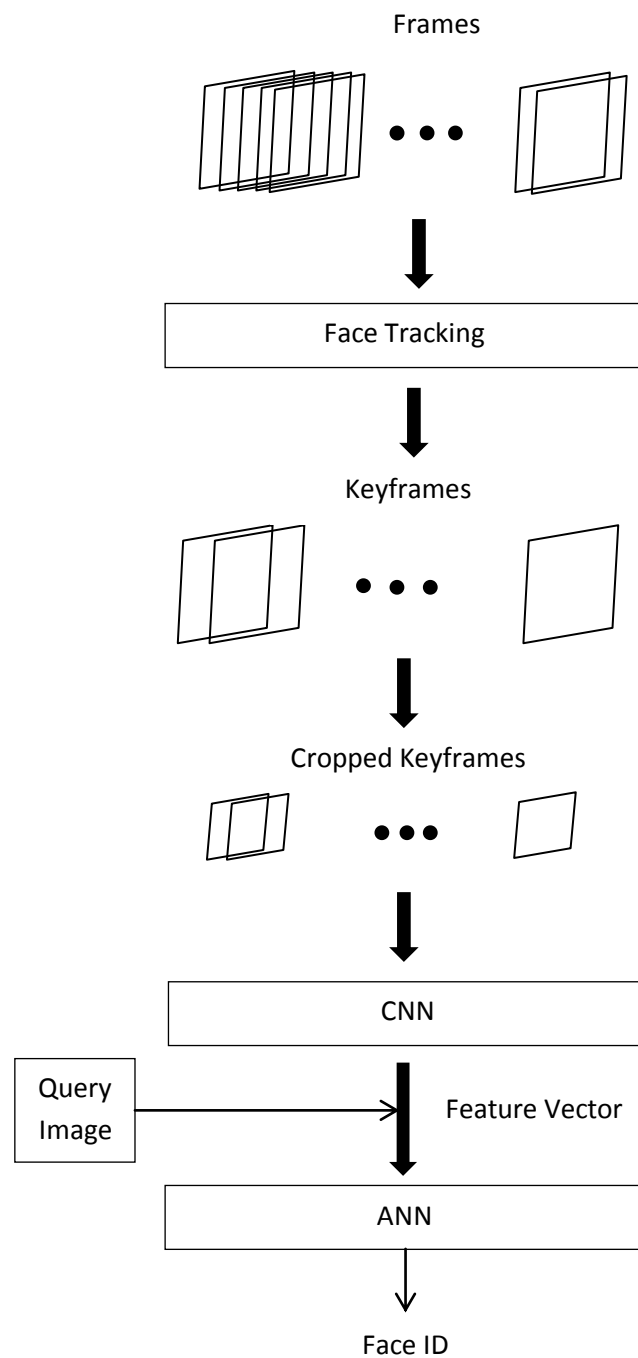 Frames
Face Tracking
Keyframes
Cropped Keyframes
CNN
Query
Image
Feature Vector
ANN
Face ID